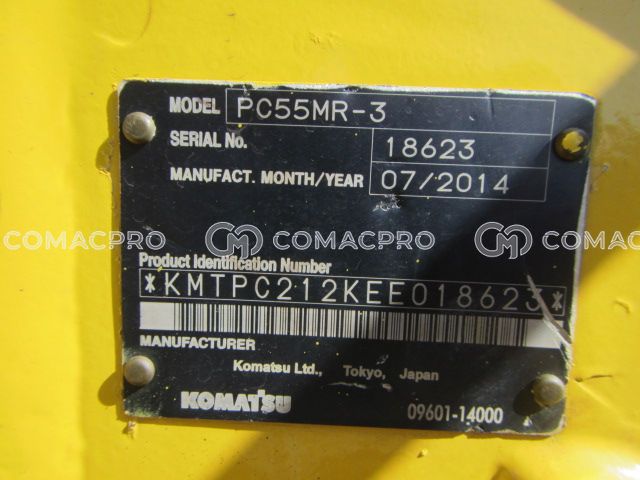 MODEL PC55MR-3
SERIAL No. 18623
MANUFACT. MONTH/YEAR 07/2014
COMACPRO COMACPRO COMACPRO
Product Identification Number
*KMTPC212KEE018623*
MANUFACTURER
Komatsu Ltd., Tokyo, Japan
KOMATSU 09601-14000